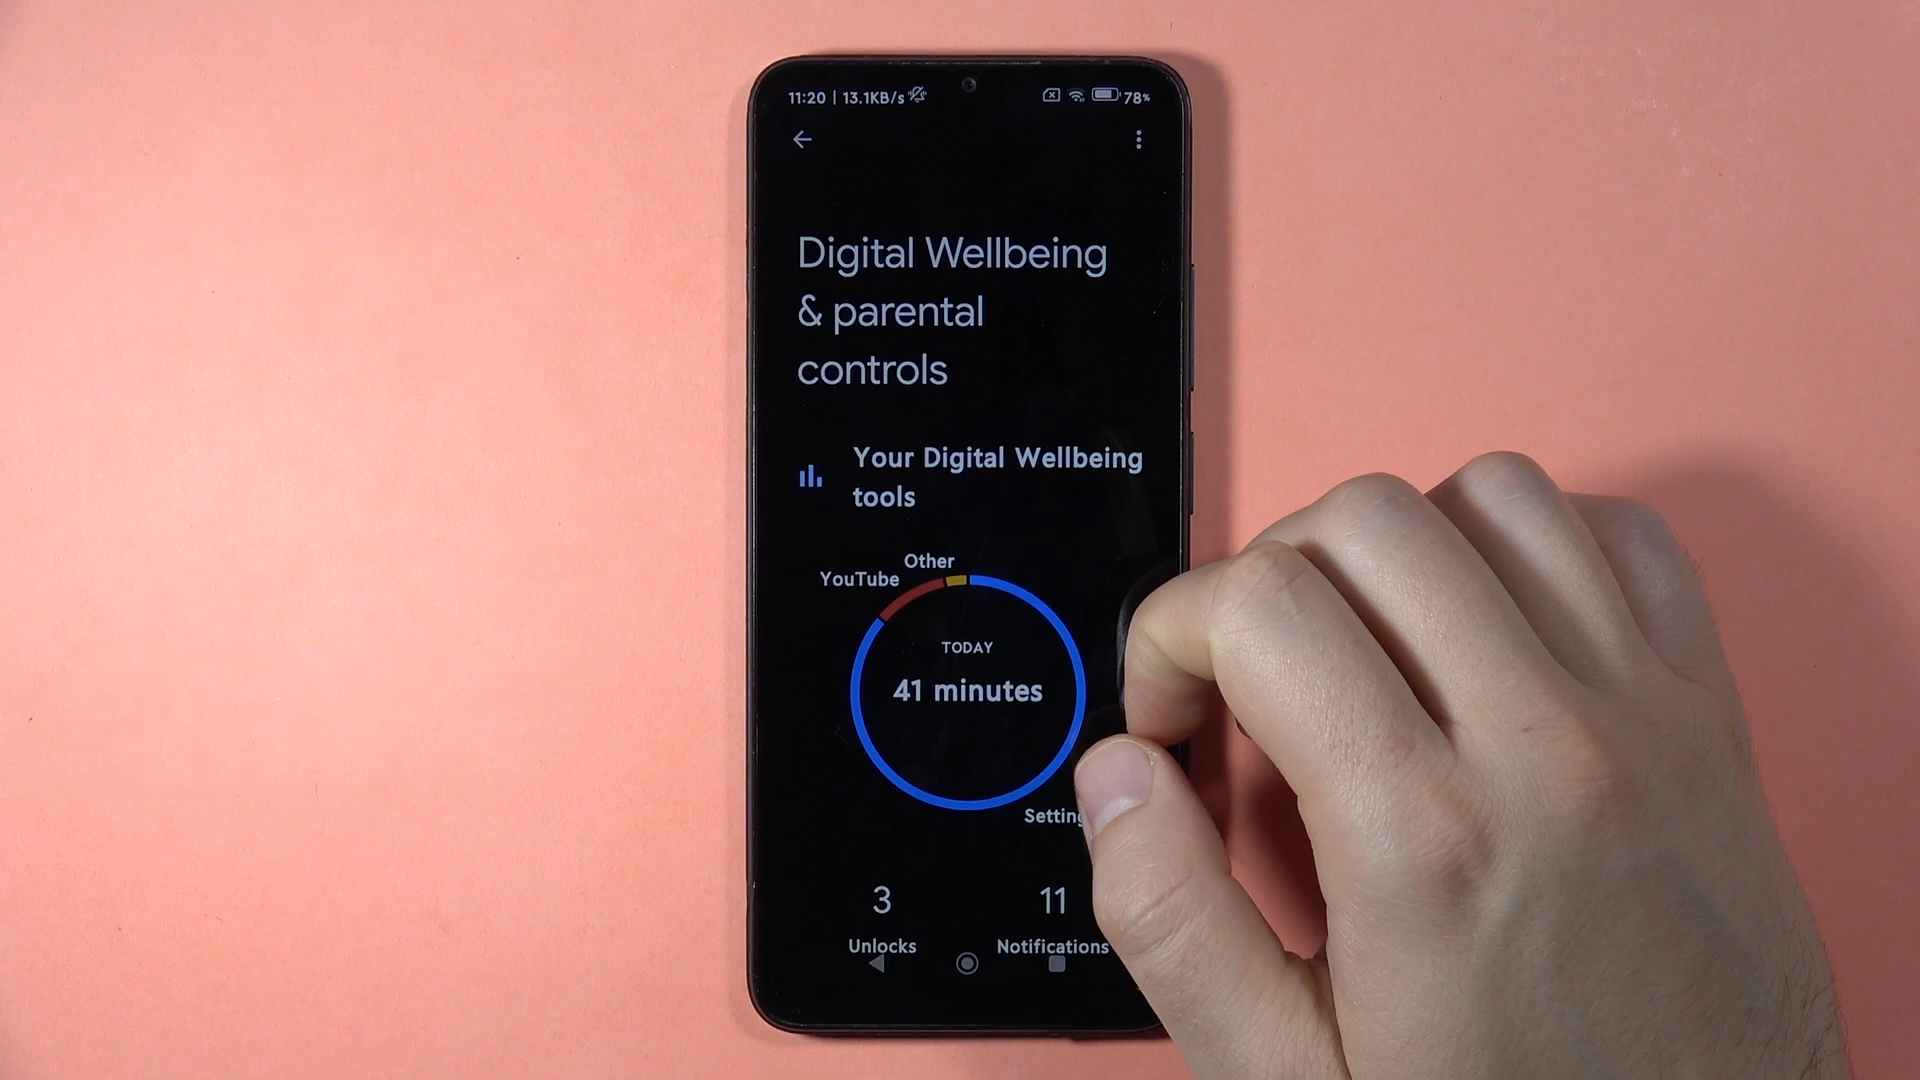 11:20 | 13.1KB/s
78%
Digital Wellbeing
& parental
controls
Your Digital Wellbeing
tools
Other
YouTube
TODAY
41 minutes
3
11
Unlocks
Notifications